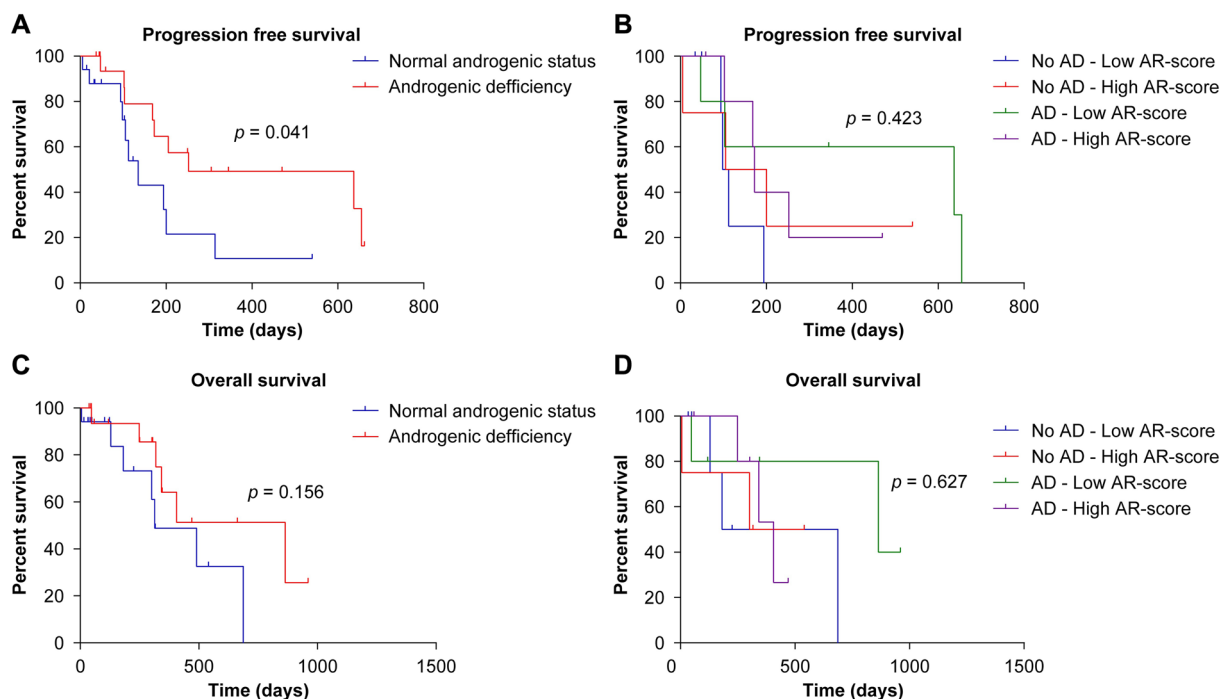 A
Progression free survival
Percent survival
100
80
60
40
20
0
0 200 400 600 800
Time (days)
Normal androgenic status
Androgenic defficiency
p = 0.041
B
Progression free survival
Percent survival
100
80
60
40
20
0
0 200 400 600 800
Time (days)
No AD - Low AR-score
No AD - High AR-score
AD - Low AR-score
AD - High AR-score
p = 0.423
C
Overall survival
Percent survival
100
80
60
40
20
0
0 500 1000 1500
Time (days)
Normal androgenic status
Androgenic defficiency
p = 0.156
D
Overall survival
Percent survival
100
80
60
40
20
0
0 500 1000 1500
Time (days)
No AD - Low AR-score
No AD - High AR-score
AD - Low AR-score
AD - High AR-score
p = 0.627